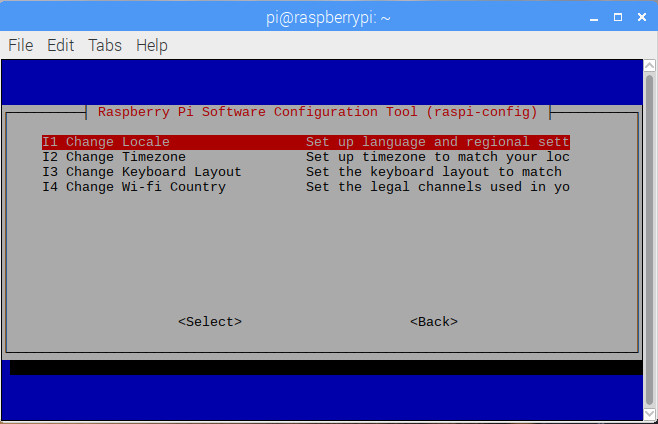 pi@raspberrypi: ~
File Edit Tabs Help
Raspberry Pi Software Configuration Tool (raspi-config)
I1 Change Locale Set up language and regional sett
I2 Change Timezone Set up timezone to match your loc
I3 Change Keyboard Layout Set the keyboard layout to match
I4 Change Wi-fi Country Set the legal channels used in yo
<Select> <Back>